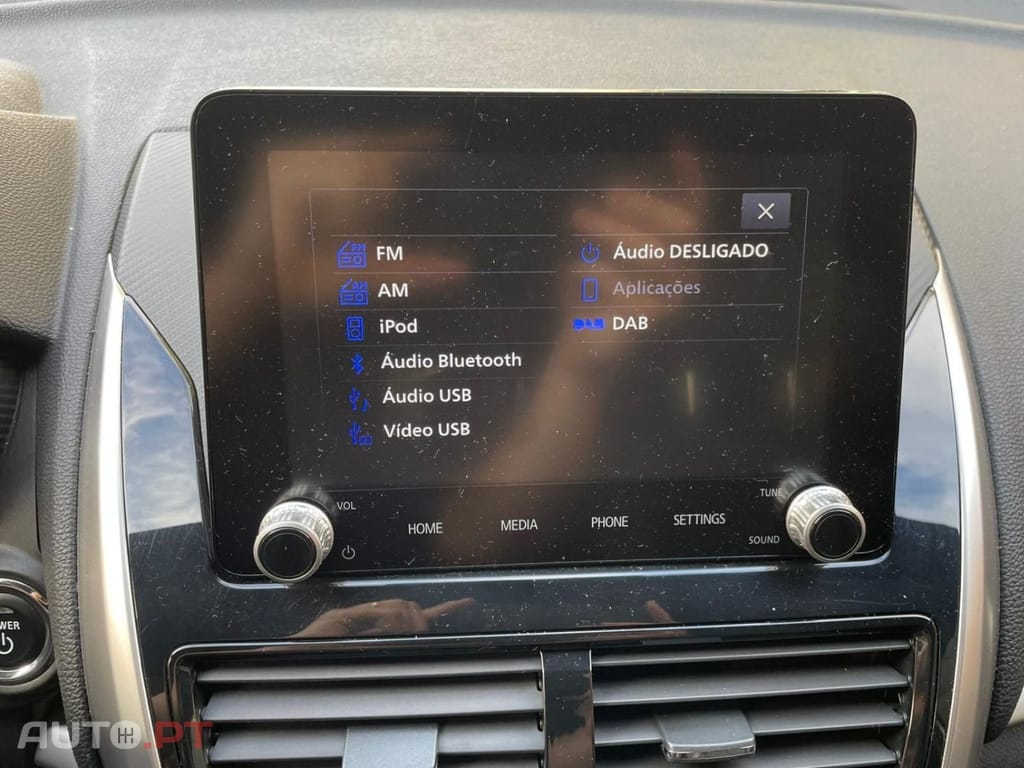 FM
AM
iPod
Áudio Bluetooth
Áudio USB
Vídeo USB
Áudio DESLIGADO
Aplicações
DAB
VOL
HOME
MEDIA
PHONE
SETTINGS
TUNE
SOUND
AUTO.PT